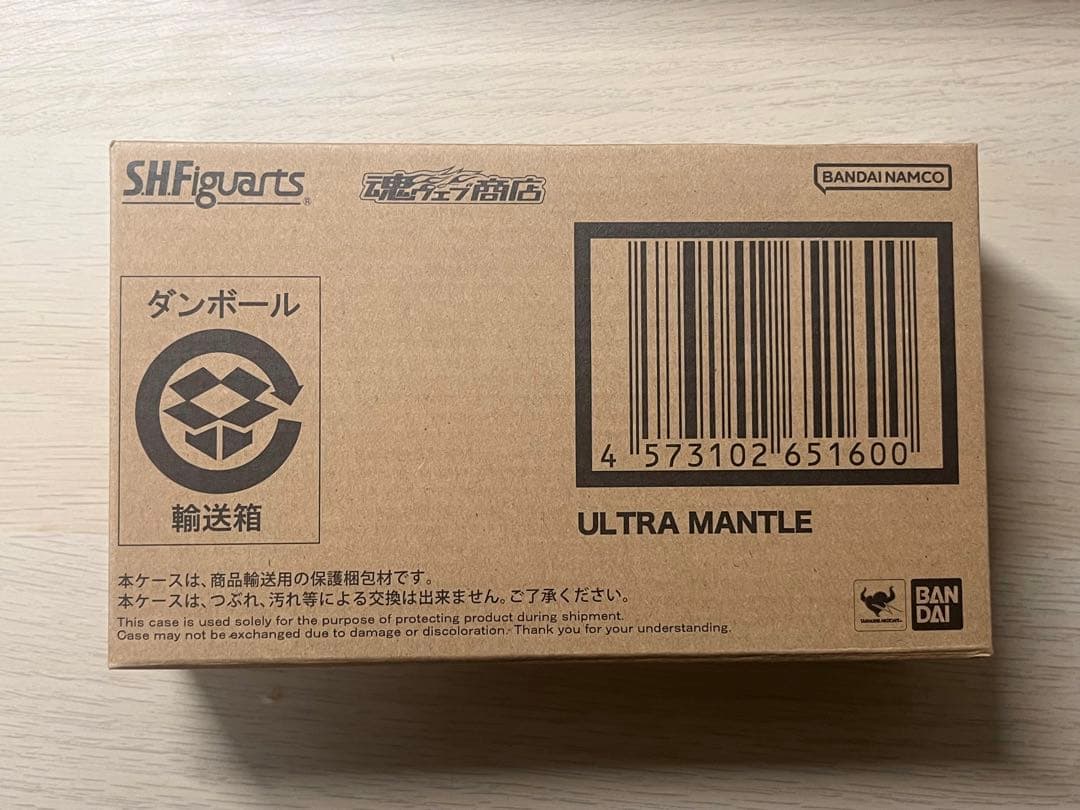 S.H.Figuarts®
魂ウェブ商店
BANDAI NAMCO
ダンボール
輸送箱
4 573102 651600
ULTRA MANTLE
本ケースは、商品輸送用の保護梱包材です。
本ケースは、つぶれ、汚れ等による交換は出来ません。ご了承ください。
This case is used solely for the purpose of protecting product during shipment.
Case may not be exchanged due to damage or discoloration. Thank you for your understanding.
BAN
DAI